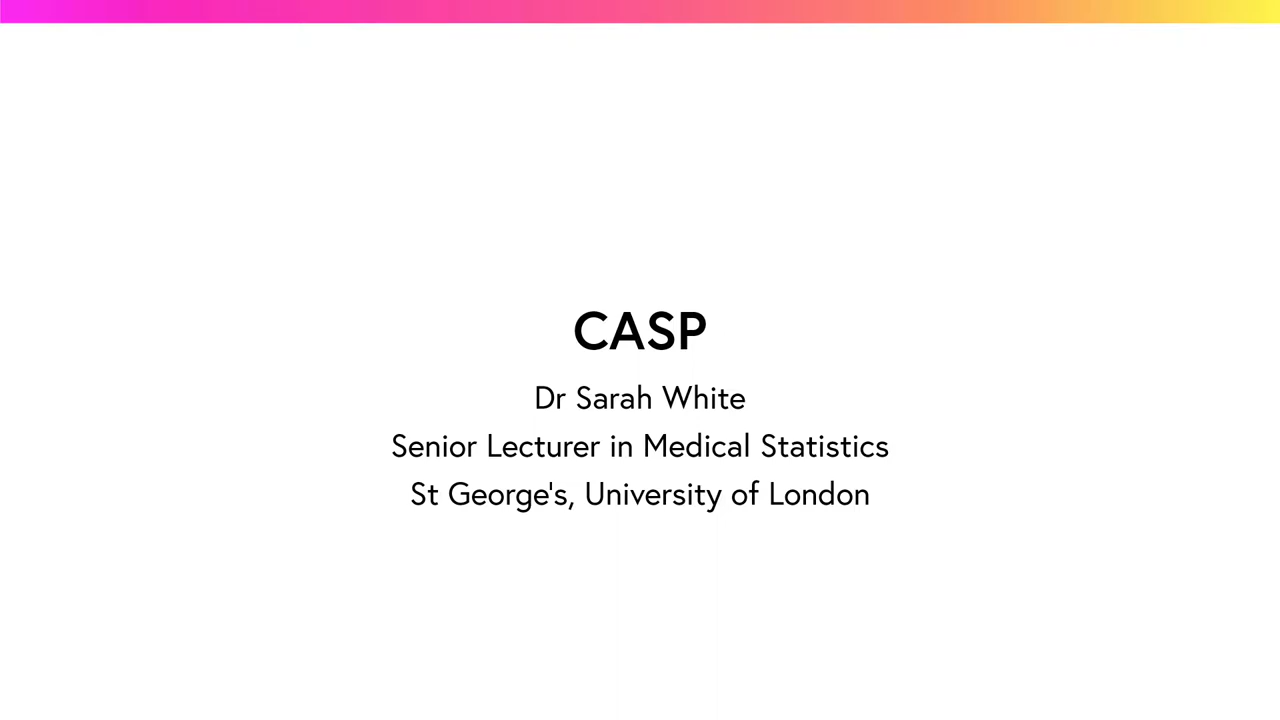 CASP
Dr Sarah White
Senior Lecturer in Medical Statistics
St George's, University of London